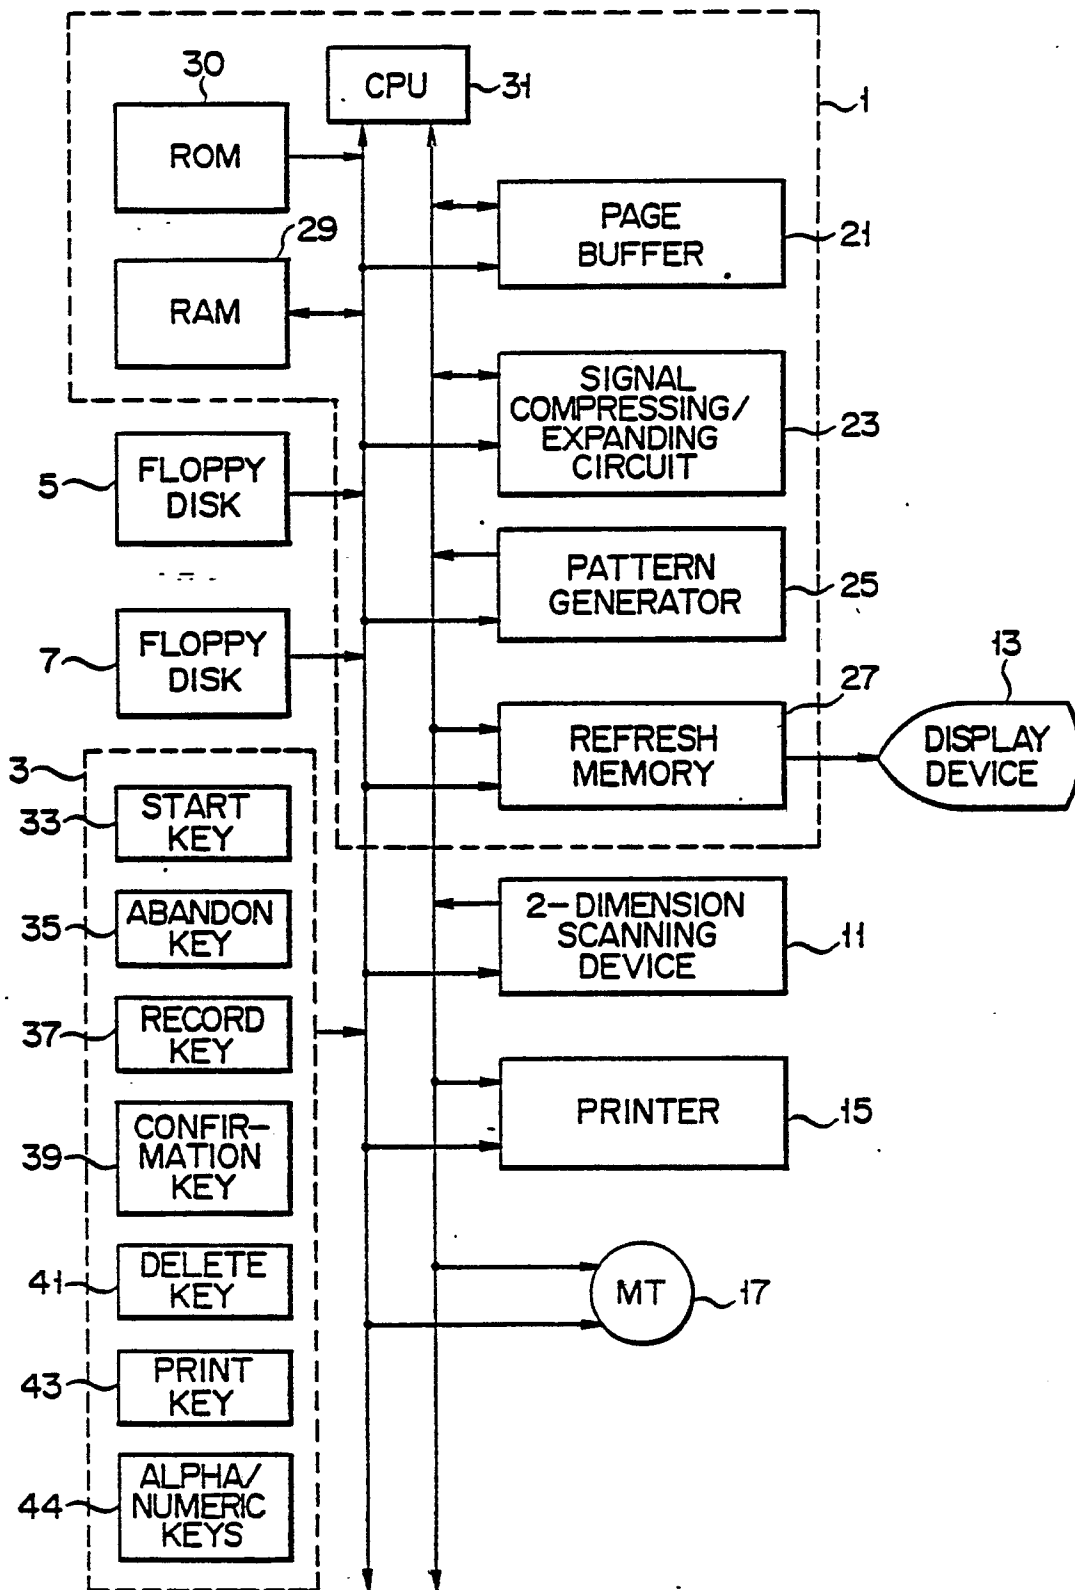 30
CPU
31
1
ROM
29
RAM
PAGE
BUFFER
21
SIGNAL
COMPRESSING/
EXPANDING
CIRCUIT
23
5
FLOPPY
DISK
PATTERN
GENERATOR
25
7
FLOPPY
DISK
27
REFRESH
MEMORY
13
DISPLAY
DEVICE
3
33
START
KEY
35
ABANDON
KEY
2-DIMENSION
SCANNING
DEVICE
11
37
RECORD
KEY
39
CONFIR-
MATION
KEY
PRINTER
15
41
DELETE
KEY
MT
17
43
PRINT
KEY
44
ALPHA/
NUMERIC
KEYS